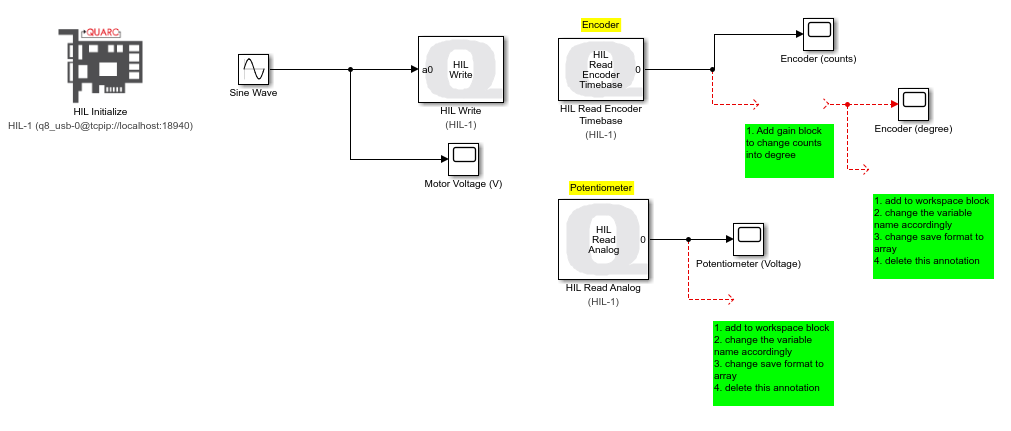 QUARC
HIL Initialize
HIL-1 (q8_usb-0@tcpip://localhost:18940)
Sine Wave
a0
HIL
Write
HIL Write
(HIL-1)
Motor Voltage (V)
Encoder
HIL
Read
Encoder
Timebase
0
HIL Read Encoder
Timebase
(HIL-1)
Encoder (counts)
1. Add gain block
to change counts
into degree
Encoder (degree)
1. add to workspace block
2. change the variable
name accordingly
3. change save format to
array
4. delete this annotation
Potentiometer
HIL
Read
Analog
0
HIL Read Analog
(HIL-1)
Potentiometer (Voltage)
1. add to workspace block
2. change the variable
name accordingly
3. change save format to
array
4. delete this annotation